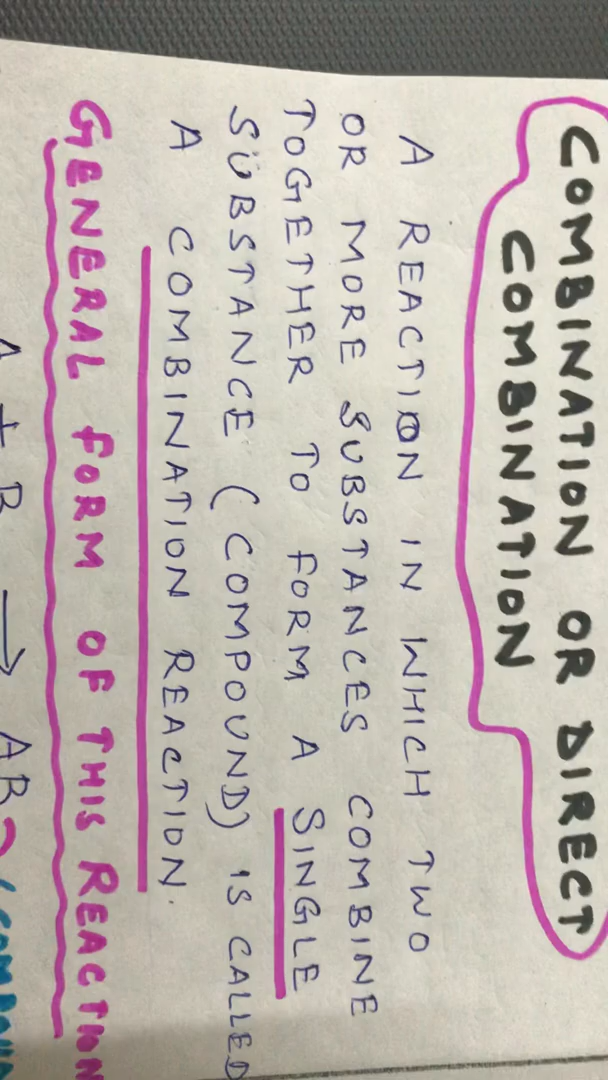 COMBINATION OR DIRECT
COMBINATION
A REACTION IN WHICH TWO
OR MORE SUBSTANCES COMBINE
TOGETHER TO FORM A SINGLE
SUBSTANCE (COMPOUND) IS CALLED
A COMBINATION REACTION.
GENERAL FORM OF THIS REACTION
A + B → AB